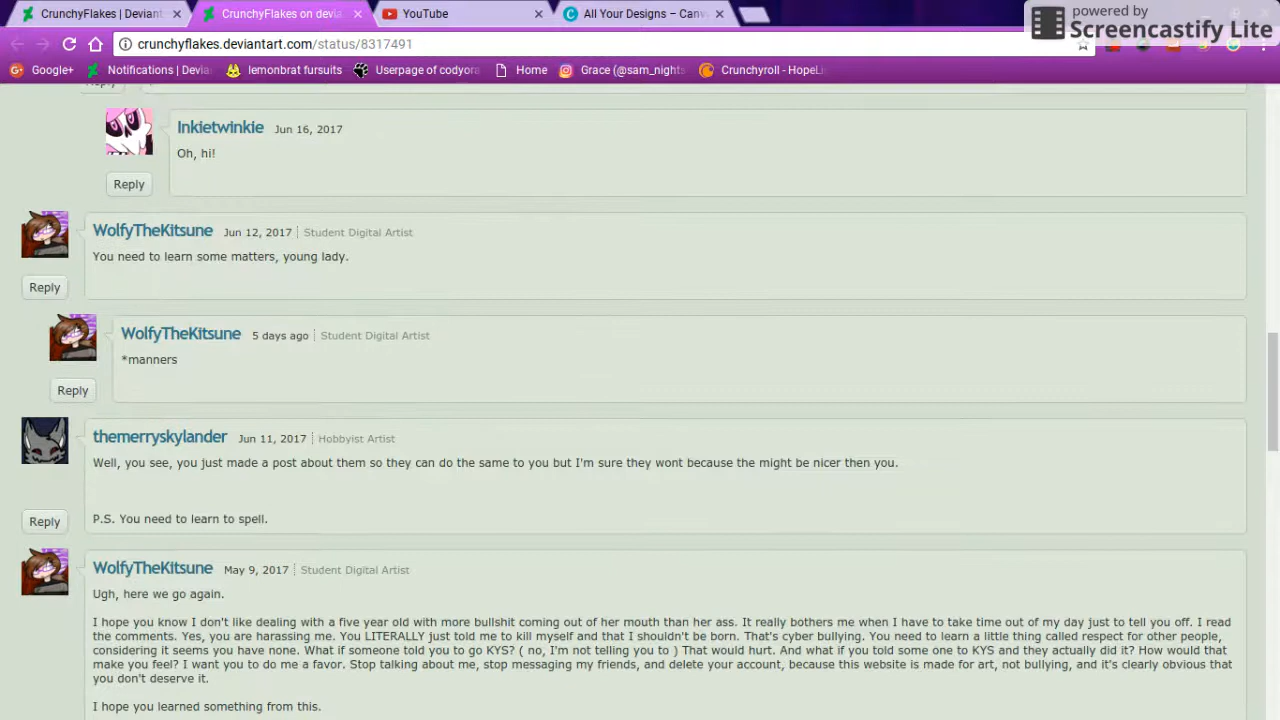 CrunchyFlakes | Deviant
CrunchyFlakes on devia
YouTube
All Your Designs – Canv
powered by
Screencastify Lite
crunchyflakes.deviantart.com/status/8317491
Google+
Notifications | Devia
lemonbrat fursuits
Userpage of codyora
Home
Grace (@sam_nights
Crunchyroll - HopeLi
Inkietwinkie Jun 16, 2017
Oh, hi!
Reply
WolfyTheKitsune Jun 12, 2017 Student Digital Artist
You need to learn some matters, young lady.
Reply
WolfyTheKitsune 5 days ago Student Digital Artist
*manners
Reply
themerryskylander Jun 11, 2017 Hobbyist Artist
Well, you see, you just made a post about them so they can do the same to you but I'm sure they wont because the might be nicer then you.
P.S. You need to learn to spell.
Reply
WolfyTheKitsune May 9, 2017 Student Digital Artist
Ugh, here we go again.
I hope you know I don't like dealing with a five year old with more bullshit coming out of her mouth than her ass. It really bothers me when I have to take time out of my day just to tell you off. I read
the comments. Yes, you are harassing me. You LITERALLY just told me to kill myself and that I shouldn't be born. That's cyber bullying. You need to learn a little thing called respect for other people,
considering it seems you have none. What if someone told you to go KYS? ( no, I'm not telling you to ) That would hurt. And what if you told some one to KYS and they actually did it? How would that
make you feel? I want you to do me a favor. Stop talking about me, stop messaging my friends, and delete your account, because this website is made for art, not bullying, and it's clearly obvious that
you don't deserve it.
I hope you learned something from this.